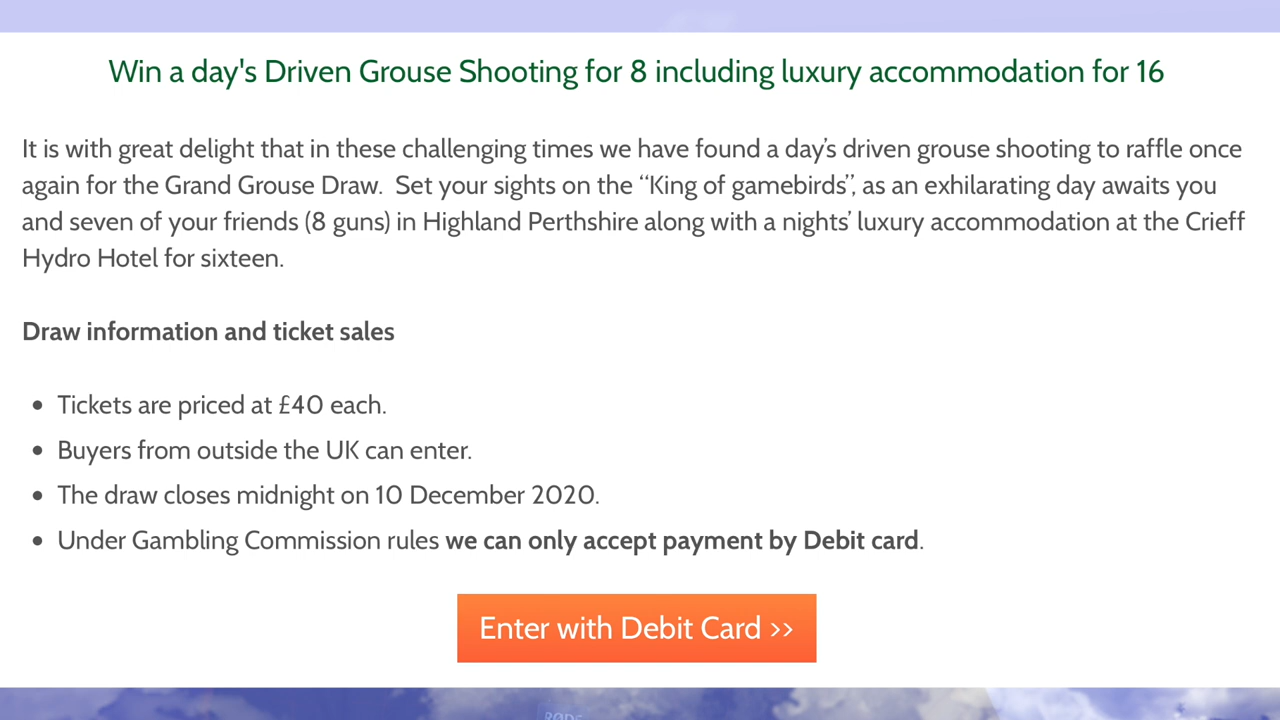 Win a day's Driven Grouse Shooting for 8 including luxury accommodation for 16
It is with great delight that in these challenging times we have found a day’s driven grouse shooting to raffle once
again for the Grand Grouse Draw.  Set your sights on the “King of gamebirds”, as an exhilarating day awaits you
and seven of your friends (8 guns) in Highland Perthshire along with a nights’ luxury accommodation at the Crieff
Hydro Hotel for sixteen.
Draw information and ticket sales
• Tickets are priced at £40 each.
• Buyers from outside the UK can enter.
• The draw closes midnight on 10 December 2020.
• Under Gambling Commission rules we can only accept payment by Debit card.
Enter with Debit Card >>